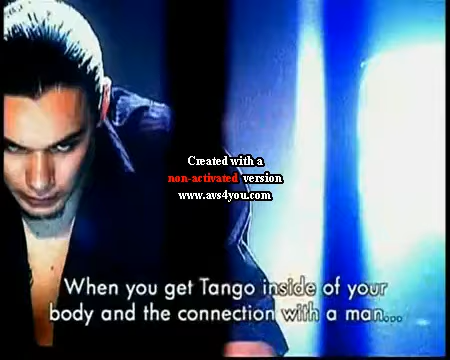 Created with a
non-activated version
www.avs4you.com
When you get Tango inside of your
body and the connection with a man...